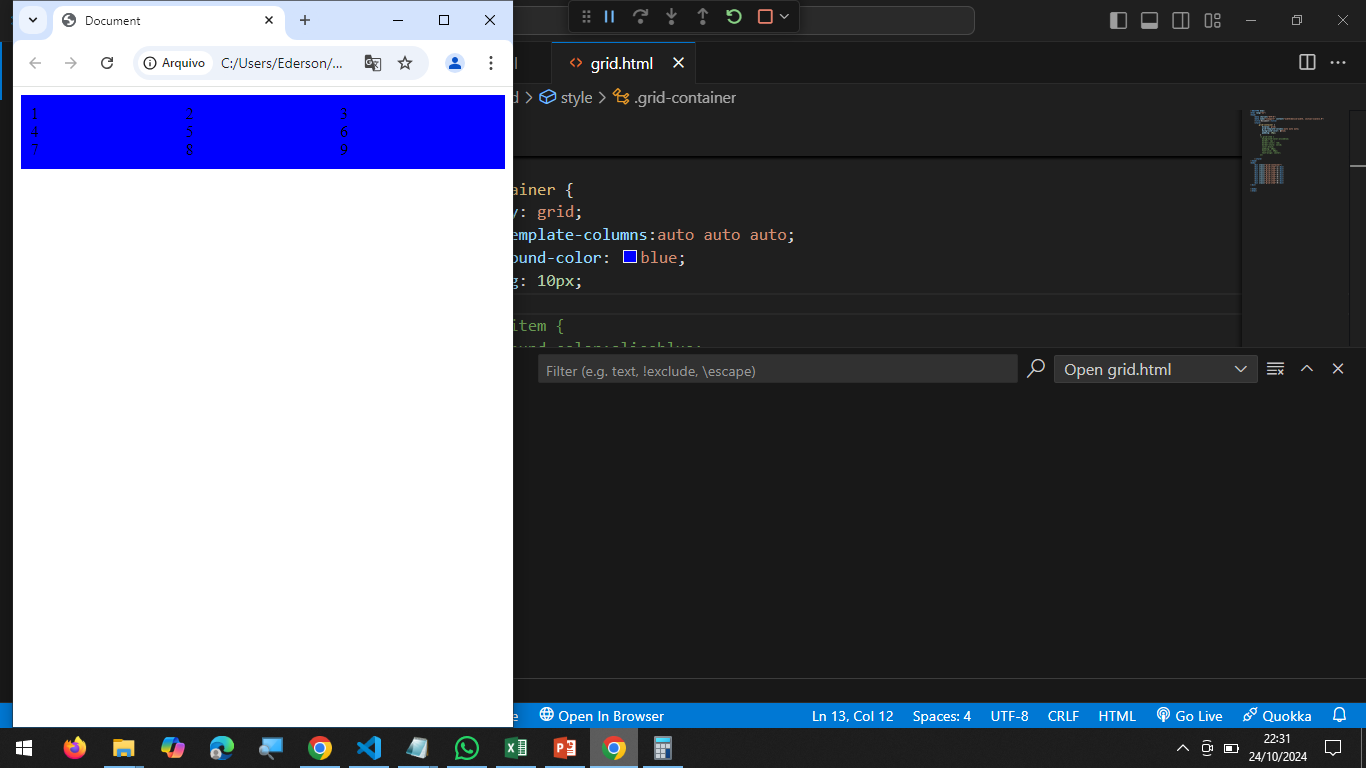 Document
Arquivo C:/Users/Ederson/...
1 2 3
4 5 6
7 8 9
grid.html
d > style > .grid-container
ainer {
y: grid;
emplate-columns:auto auto auto;
ound-color: blue;
g: 10px;
item {
Filter (e.g. text, !exclude, \escape)
Open grid.html
e Open In Browser Ln 13, Col 12 Spaces: 4 UTF-8 CRLF HTML Go Live Quokka
22:31
24/10/2024